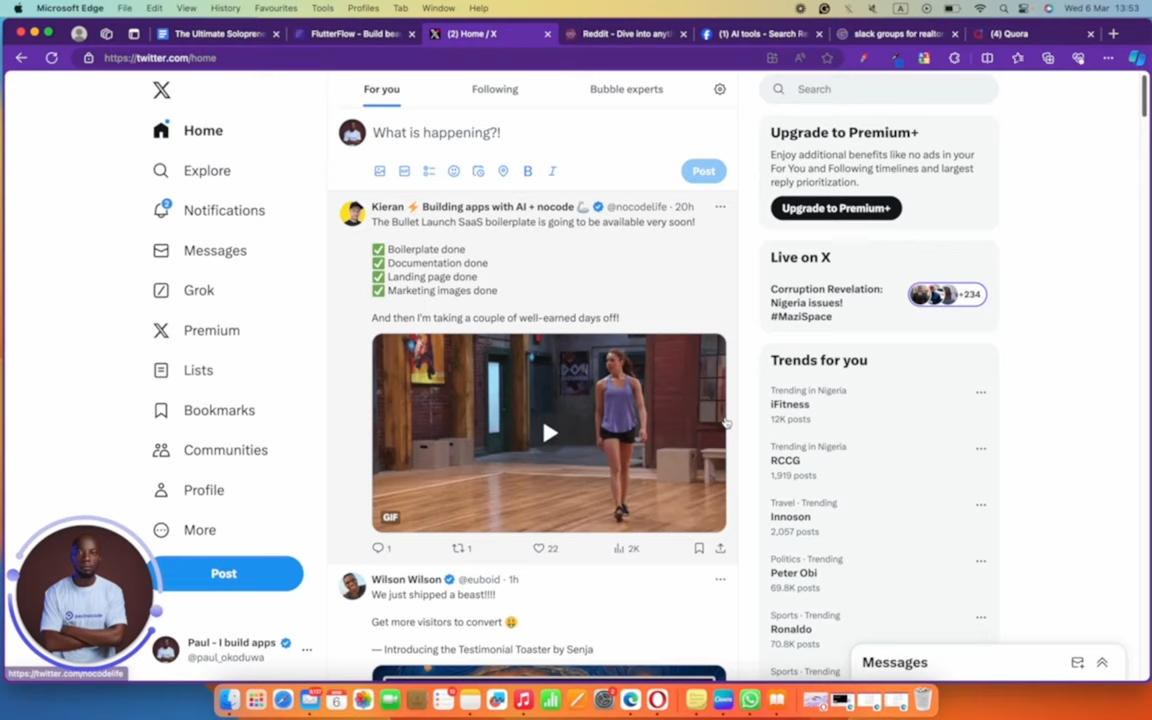 Microsoft Edge File Edit View History Favourites Tools Profiles Tab Window Help
A
Wed 6 Mar 13:53
The Ultimate Soloprene
FlutterFlow - Build bea
(2) Home / X
Reddit - Dive into anyt
(1) AI tools - Search Re
slack groups for realto
(4) Quora
https://twitter.com/home
For you
Following
Bubble experts
Search
What is happening?!
Post
Home
Explore
2
Notifications
Messages
Grok
Premium
Lists
Bookmarks
Communities
Profile
More
Post
Paul - I build apps
@paul_okoduwa
https://twitter.com/nocodelife
Kieran ⚡ Building apps with AI + nocode 🦾 @nocodelife · 20h
The Bullet Launch SaaS boilerplate is going to be available very soon!
✅ Boilerplate done
✅ Documentation done
✅ Landing page done
✅ Marketing images done
And then I'm taking a couple of well-earned days off!
GIF
1
1
22
2K
Wilson Wilson @euboid · 1h
We just shipped a beast!!!!
Get more visitors to convert 🤑
— Introducing the Testimonial Toaster by Senja
Upgrade to Premium+
Enjoy additional benefits like no ads in your
For You and Following timelines and largest
reply prioritization.
Upgrade to Premium+
Live on X
Corruption Revelation:
Nigeria issues!
#MaziSpace
+234
Trends for you
Trending in Nigeria
iFitness
12K posts
Trending in Nigeria
RCCG
1,919 posts
Travel · Trending
Innoson
2,057 posts
Politics · Trending
Peter Obi
69.8K posts
Sports · Trending
Ronaldo
70.8K posts
Sports · Trending
Messages